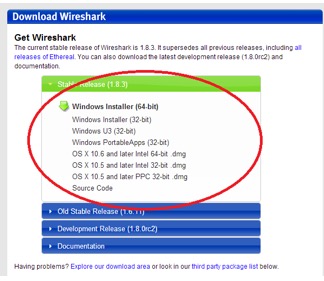 Download Wireshark
Get Wireshark
The current stable release of Wireshark is 1.8.3. It supersedes all previous releases, including all
releases of Ethereal. You can also download the latest development release (1.8.0rc2) and
documentation.
Stable Release (1.8.3)
Windows Installer (64-bit)
Windows Installer (32-bit)
Windows U3 (32-bit)
Windows PortableApps (32-bit)
OS X 10.6 and later Intel 64-bit .dmg
OS X 10.5 and later Intel 32-bit .dmg
OS X 10.5 and later PPC 32-bit .dmg
Source Code
Old Stable Release (1.6.11)
Development Release (1.8.0rc2)
Documentation
Having problems? Explore our download area or look in our third party package list below.